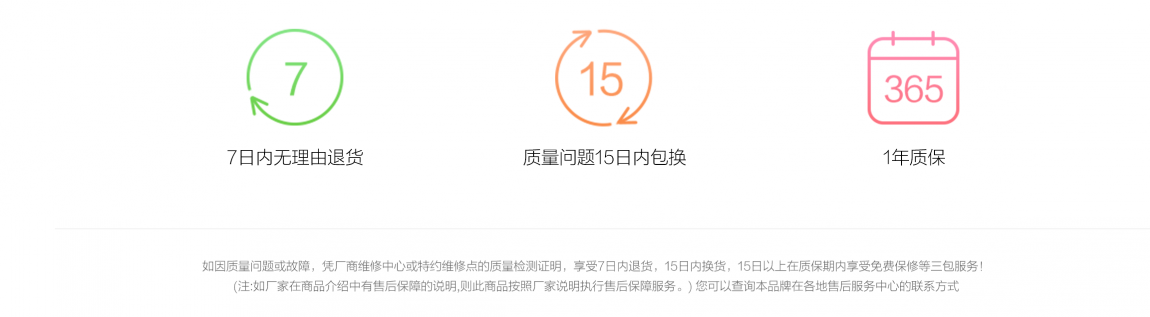 7
15
365
7日内无理由退货
质量问题15日内包换
1年质保
如因质量问题或故障，凭厂商维修中心或特约维修点的质量检测证明，享受7日内退货，15日内换货，15日以上在质保期内享受免费保修等三包服务！
(注:如厂家在商品介绍中有售后保障的说明,则此商品按照厂家说明执行售后保障服务。) 您可以查询本品牌在各地售后服务中心的联系方式